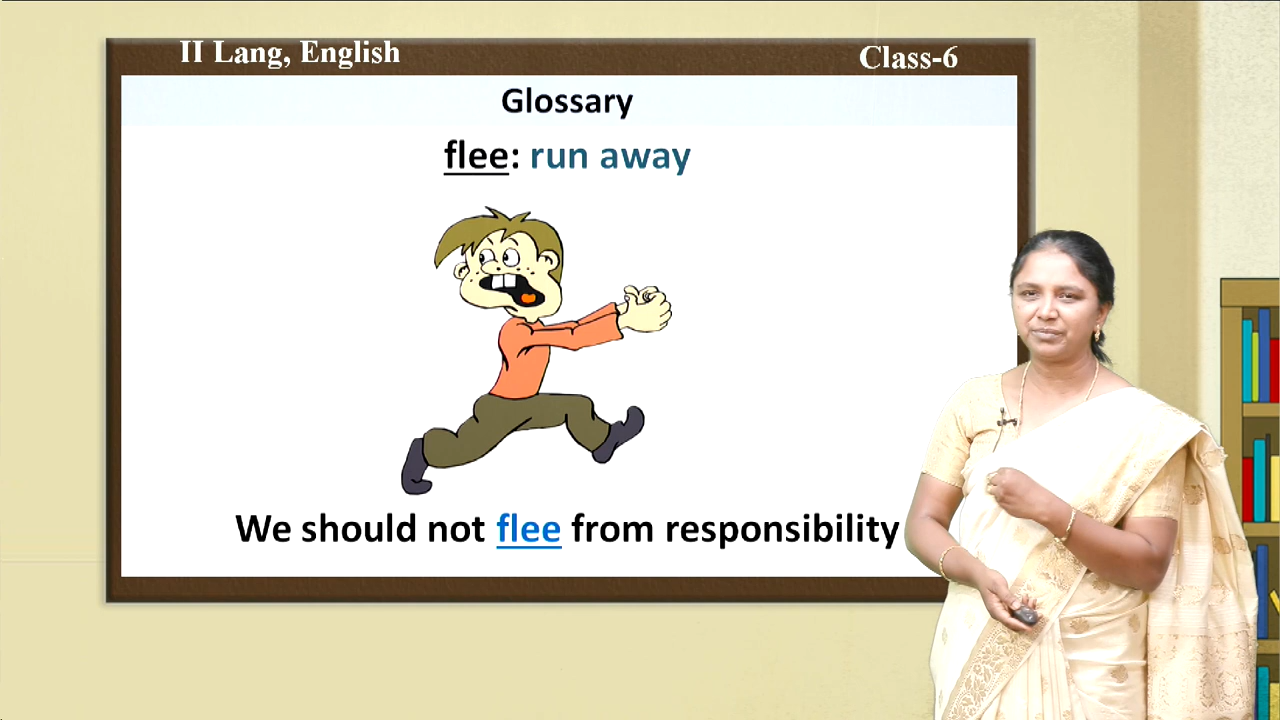 II Lang, English
Class-6
Glossary
flee: run away
We should not flee from responsibility